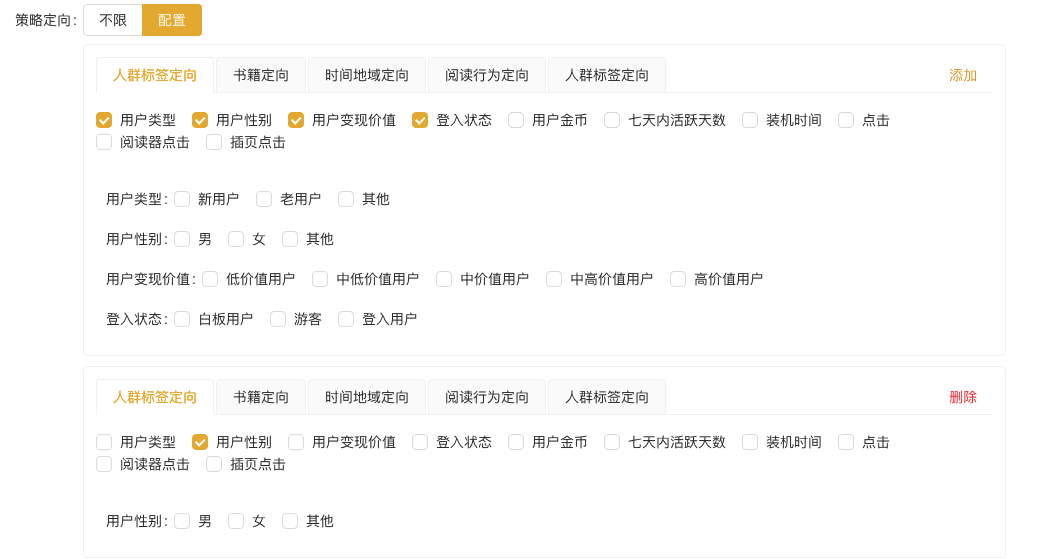 策略定向: 不限 配置
人群标签定向 书籍定向 时间地域定向 阅读行为定向 人群标签定向 添加
用户类型 用户性别 用户变现价值 登入状态 用户金币 七天内活跃天数 装机时间 点击
阅读器点击 插页点击
用户类型: 新用户 老用户 其他
用户性别: 男 女 其他
用户变现价值: 低价值用户 中低价值用户 中价值用户 中高价值用户 高价值用户
登入状态: 白板用户 游客 登入用户
人群标签定向 书籍定向 时间地域定向 阅读行为定向 人群标签定向 删除
用户类型 用户性别 用户变现价值 登入状态 用户金币 七天内活跃天数 装机时间 点击
阅读器点击 插页点击
用户性别: 男 女 其他